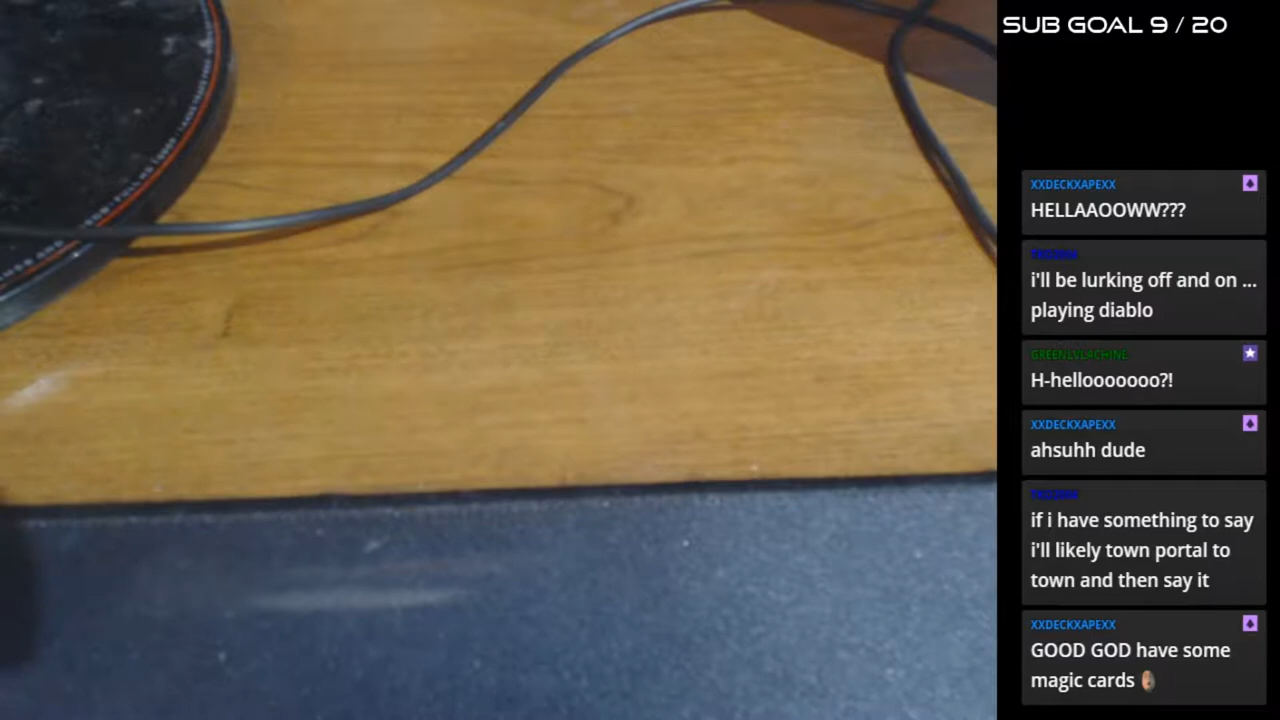 SUB GOAL 9 / 20
XXDECKXAPEXX
HELLAAOOWW???
i'll be lurking off and on ...
playing diablo
H-hellooooooo?!
XXDECKXAPEXX
ahsuhh dude
if i have something to say
i'll likely town portal to
town and then say it
XXDECKXAPEXX
GOOD GOD have some
magic cards